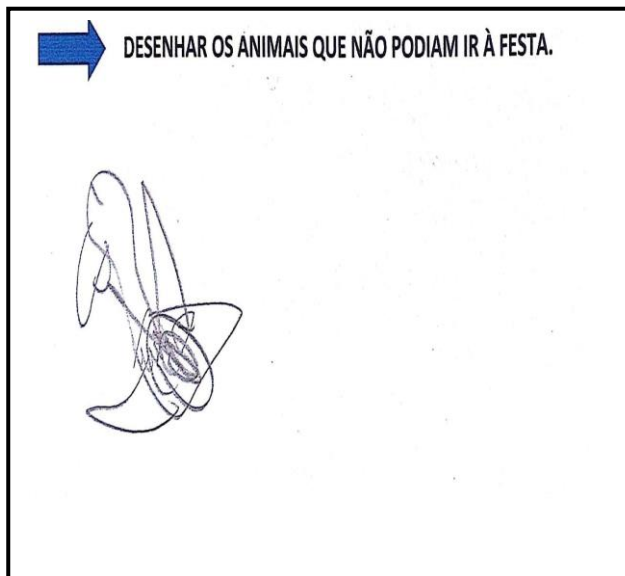 DESENHAR OS ANIMAIS QUE NÃO PODIAM IR À FESTA.